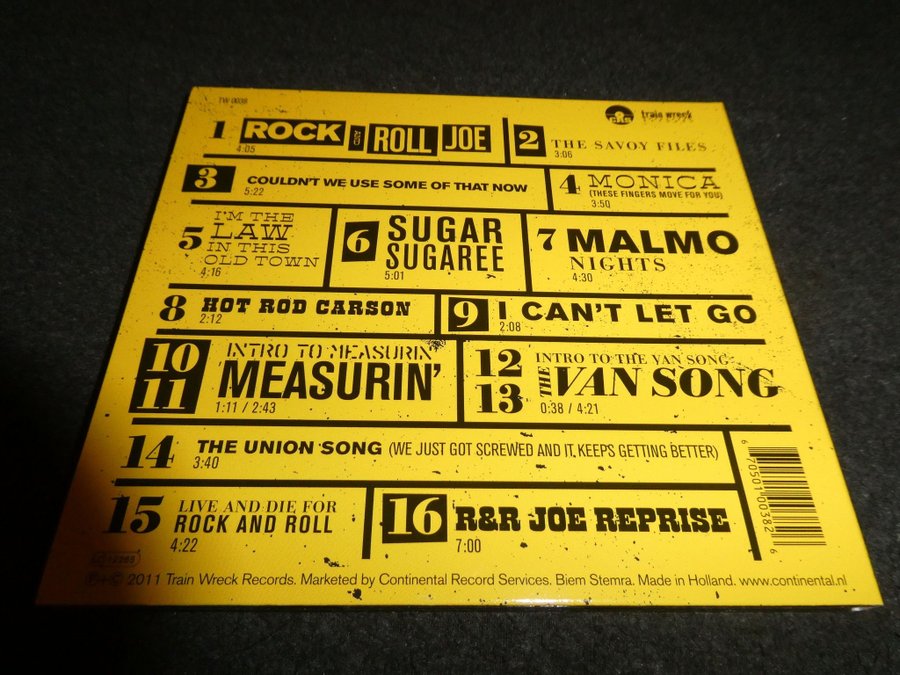 TW 0038
CRS train wreck
1 ROCK AND ROLL JOE
4:05
2 THE SAVOY FILES
3:06
3 COULDN'T WE USE SOME OF THAT NOW
5:22
4 MONICA
(THESE FINGERS MOVE FOR YOU)
3:50
5 I'M THE
LAW
IN THIS
OLD TOWN
4:16
6 SUGAR
SUGAREE
5:01
7 MALMO
NIGHTS
4:30
8 HOT ROD CARSON
2:12
9 I CAN'T LET GO
2:08
10 INTRO TO MEASURIN'
11 MEASURIN'
1:11 / 2:43
12 INTRO TO THE VAN SONG
13 THE VAN SONG
0:38 / 4:21
14 THE UNION SONG (WE JUST GOT SCREWED AND IT KEEPS GETTING BETTER)
3:40
15 LIVE AND DIE FOR
ROCK AND ROLL
4:22
16 R&R JOE REPRISE
7:00
6 70501 00382 6
℗+© 2011 Train Wreck Records. Marketed by Continental Record Services. Biem Stemra. Made in Holland. www.continental.nl